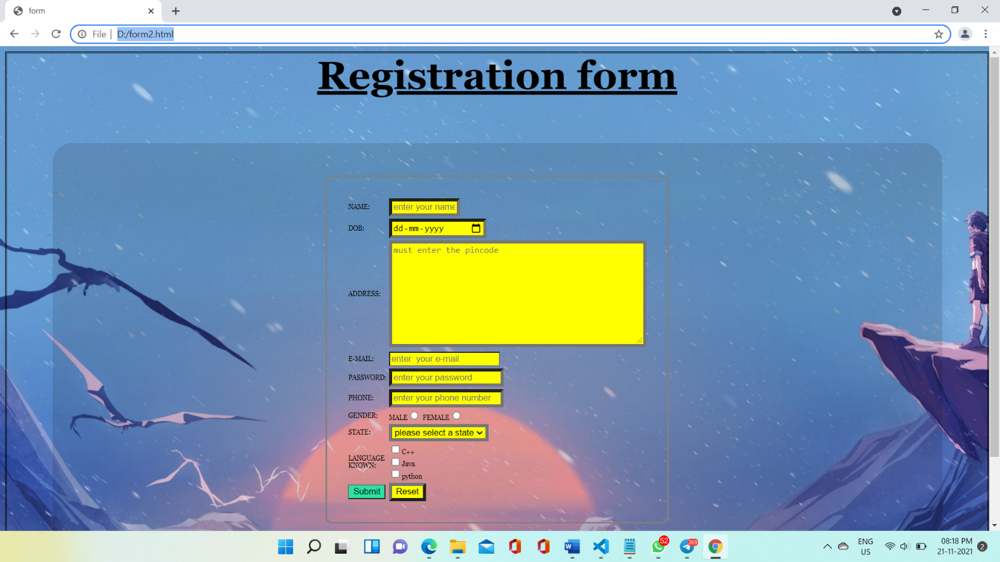 form
File | D:/form2.html
Registration form
NAME: enter your name
DOB: dd-mm-yyyy
must enter the pincode
ADDRESS:
E-MAIL: enter  your e-mail
PASSWORD: enter your password
PHONE: enter your phone number
GENDER: MALE FEMALE
STATE: please select a state
LANGUAGE
KNOWN:
C++
Java
python
Submit Reset
52
269
ENG
US
08:18 PM
21-11-2021
2